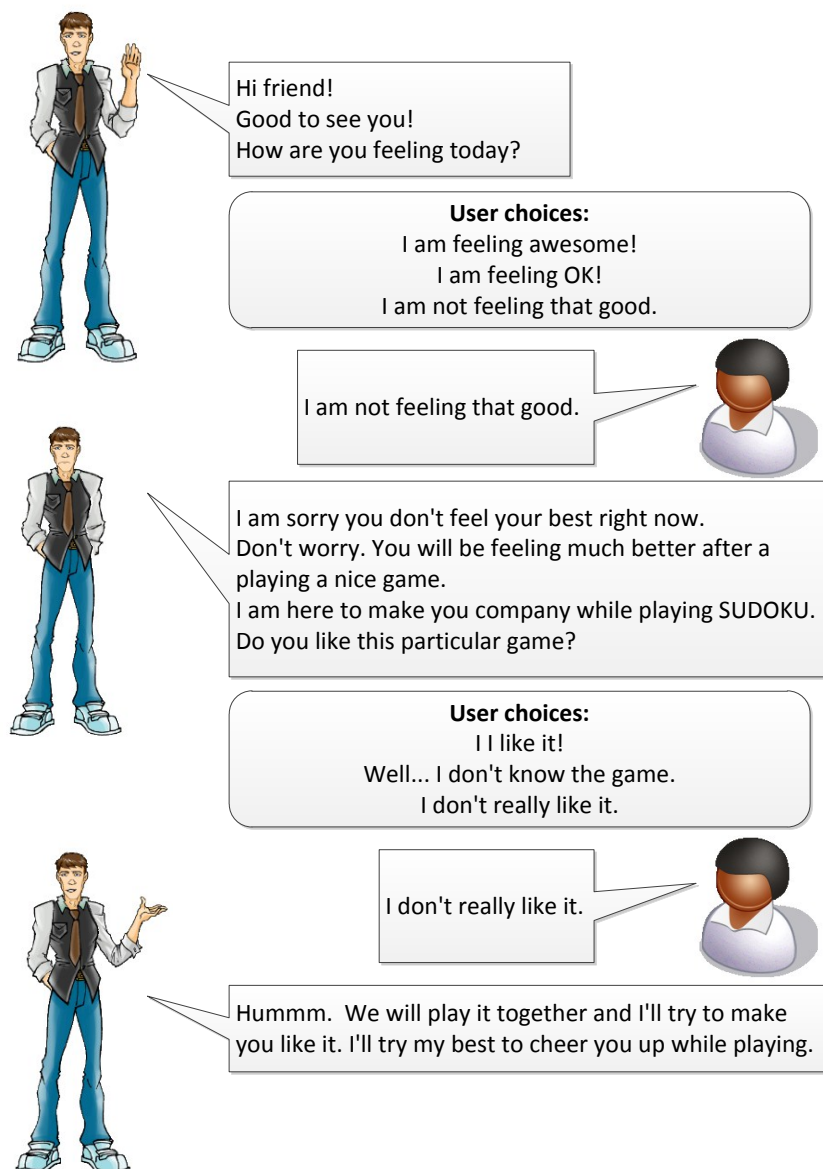 Hi friend!
Good to see you!
How are you feeling today?
User choices:
I am feeling awesome!
I am feeling OK!
I am not feeling that good.
I am not feeling that good.
I am sorry you don't feel your best right now.
Don't worry. You will be feeling much better after a
playing a nice game.
I am here to make you company while playing SUDOKU.
Do you like this particular game?
User choices:
I I like it!
Well... I don't know the game.
I don't really like it.
I don't really like it.
Hummm.  We will play it together and I'll try to make
you like it. I'll try my best to cheer you up while playing.